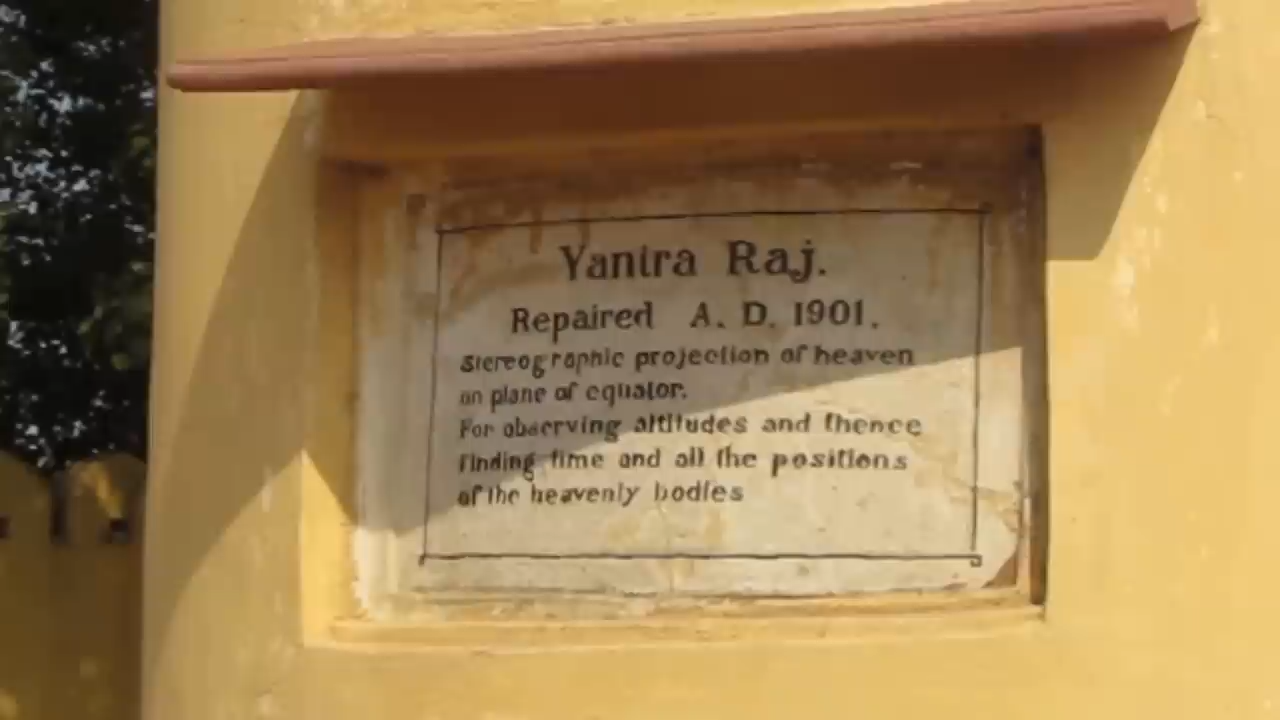 Yantra Raj.
Repaired A. D. 1901.
Stereographic projection of heaven
on plane of equator.
For observing altitudes and thence
finding time and all the positions
of the heavenly bodies